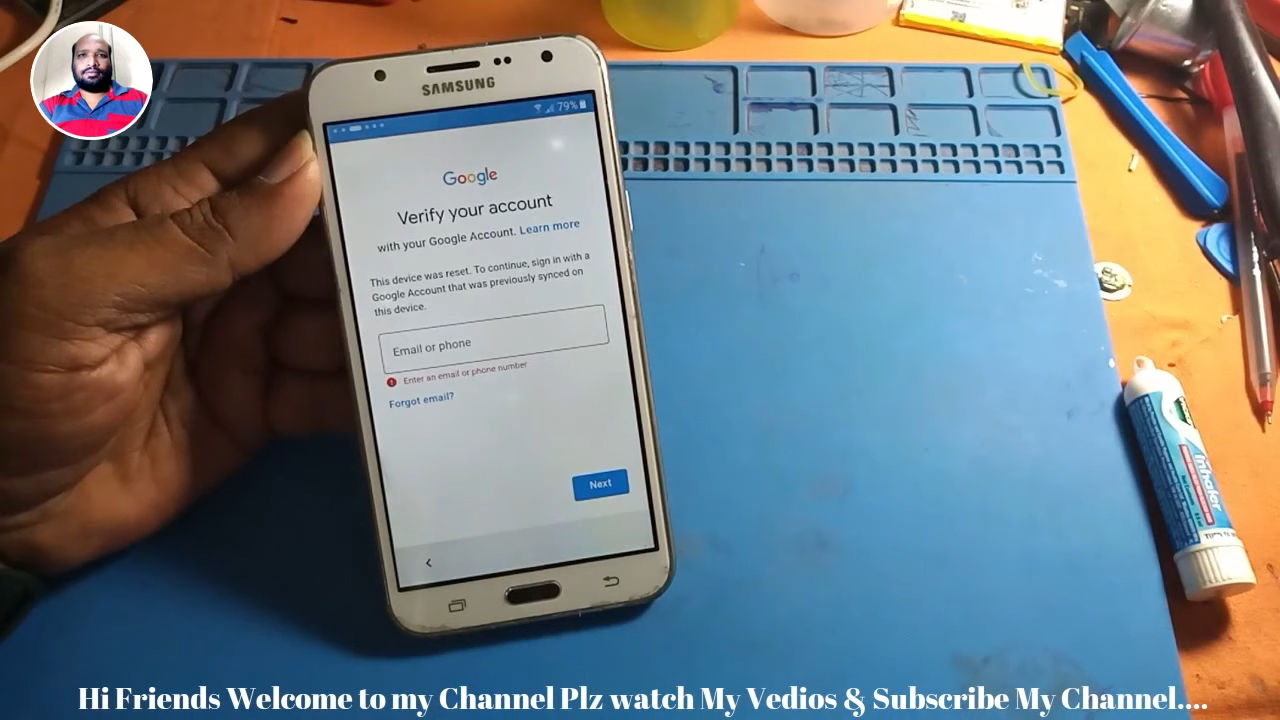 SAMSUNG
79%
Google
Verify your account
with your Google Account. Learn more
This device was reset. To continue, sign in with a
Google Account that was previously synced on
this device.
Email or phone
Enter an email or phone number
Forgot email?
Next
Inhaler
Hi Friends Welcome to my Channel Plz watch My Vedios & Subscribe My Channel....